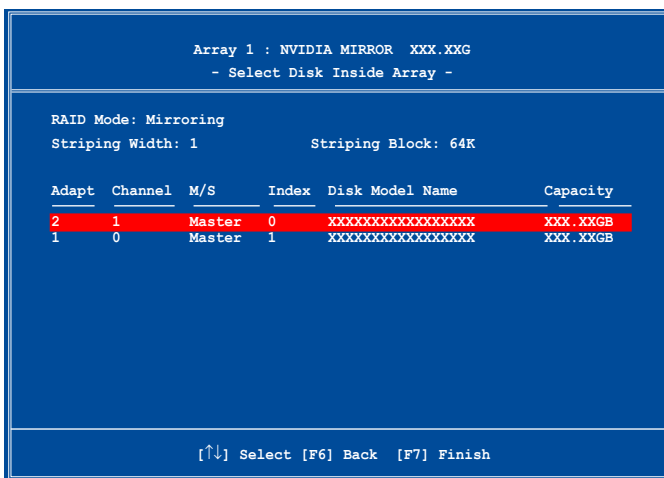 Array 1 : NVIDIA MIRROR XXX.XXG
- Select Disk Inside Array -
RAID Mode: Mirroring
Striping Width: 1 Striping Block: 64K
Adapt Channel M/S Index Disk Model Name Capacity
2 1 Master 0 XXXXXXXXXXXXXXXXX XXX.XXGB
1 0 Master 1 XXXXXXXXXXXXXXXXX XXX.XXGB
[↑↓] Select [F6] Back [F7] Finish